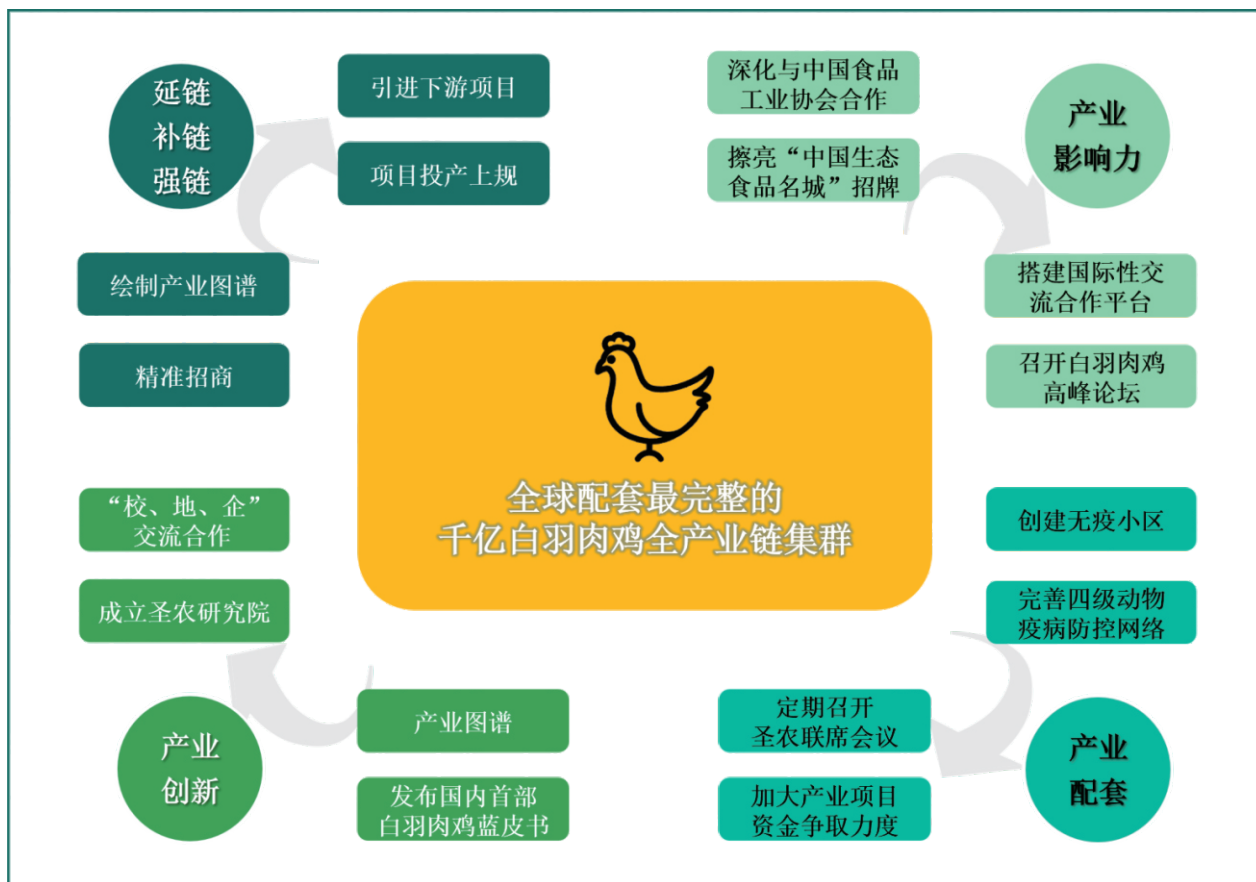 延链
补链
强链
引进下游项目
项目投产上规
绘制产业图谱
精准招商
深化与中国食品
工业协会合作
擦亮“中国生态
食品名城”招牌
产业
影响力
搭建国际性交
流合作平台
召开白羽肉鸡
高峰论坛
全球配套最完整的
千亿白羽肉鸡全产业链集群
“校、地、企”
交流合作
成立圣农研究院
产业
创新
产业图谱
发布国内首部
白羽肉鸡蓝皮书
创建无疫小区
完善四级动物
疫病防控网络
定期召开
圣农联席会议
加大产业项目
资金争取力度
产业
配套